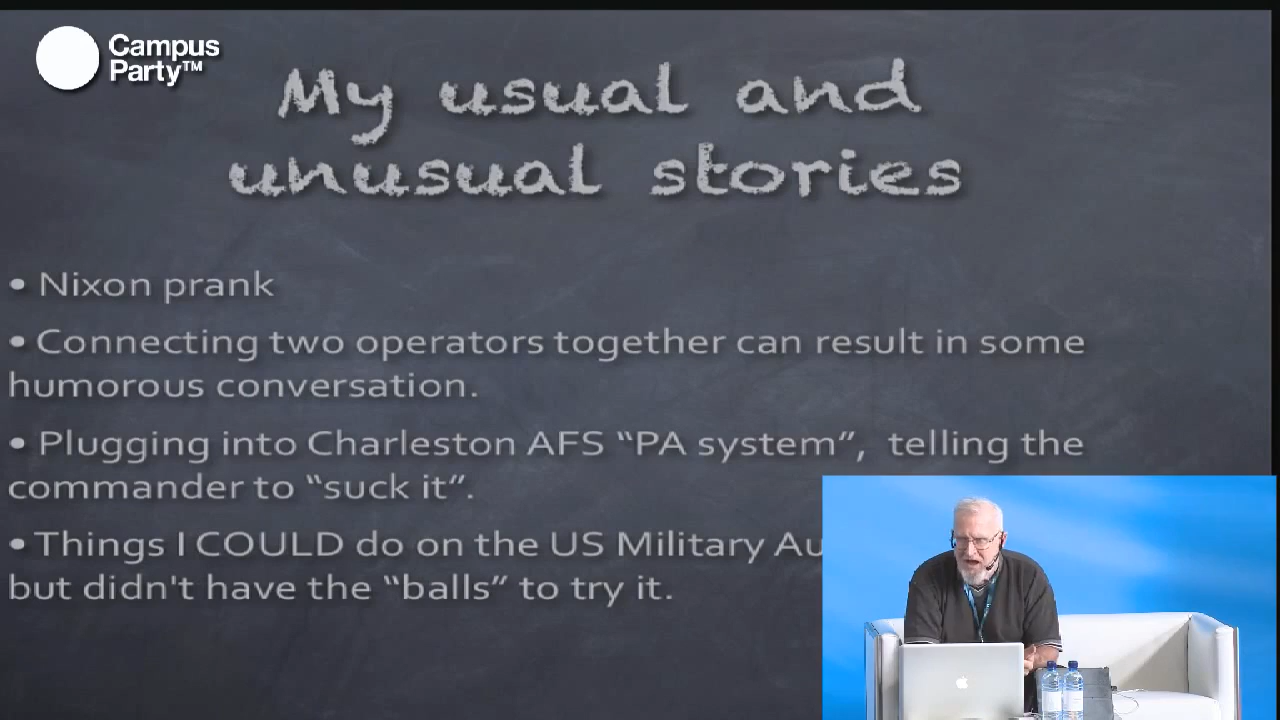 Campus
Party™
My usual and
unusual stories
• Nixon prank
• Connecting two operators together can result in some
humorous conversation.
• Plugging into Charleston AFS “PA system”, telling the
commander to “suck it”.
• Things I COULD do on the US Military
but didn't have the “balls” to try it.